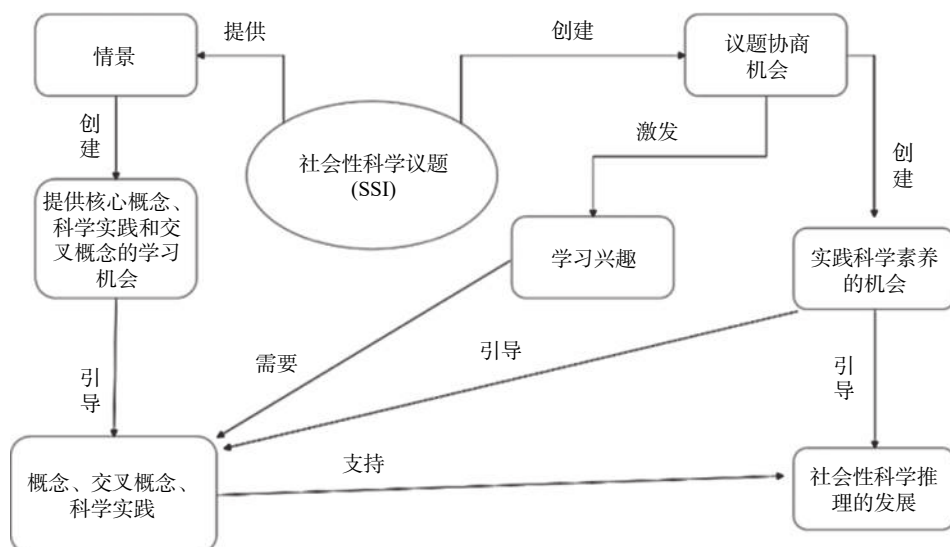 提供
创建
情景
议题协商
机会
创
建
激发
社会性科学议题
(SSI)
创
建
提供核心概念、
科学实践和交
叉概念的学习
机会
学习兴趣
实践科学素养
的机会
需要
引导
引
导
引
导
支持
概念、交叉概念、
科学实践
社会性科学推
理的发展